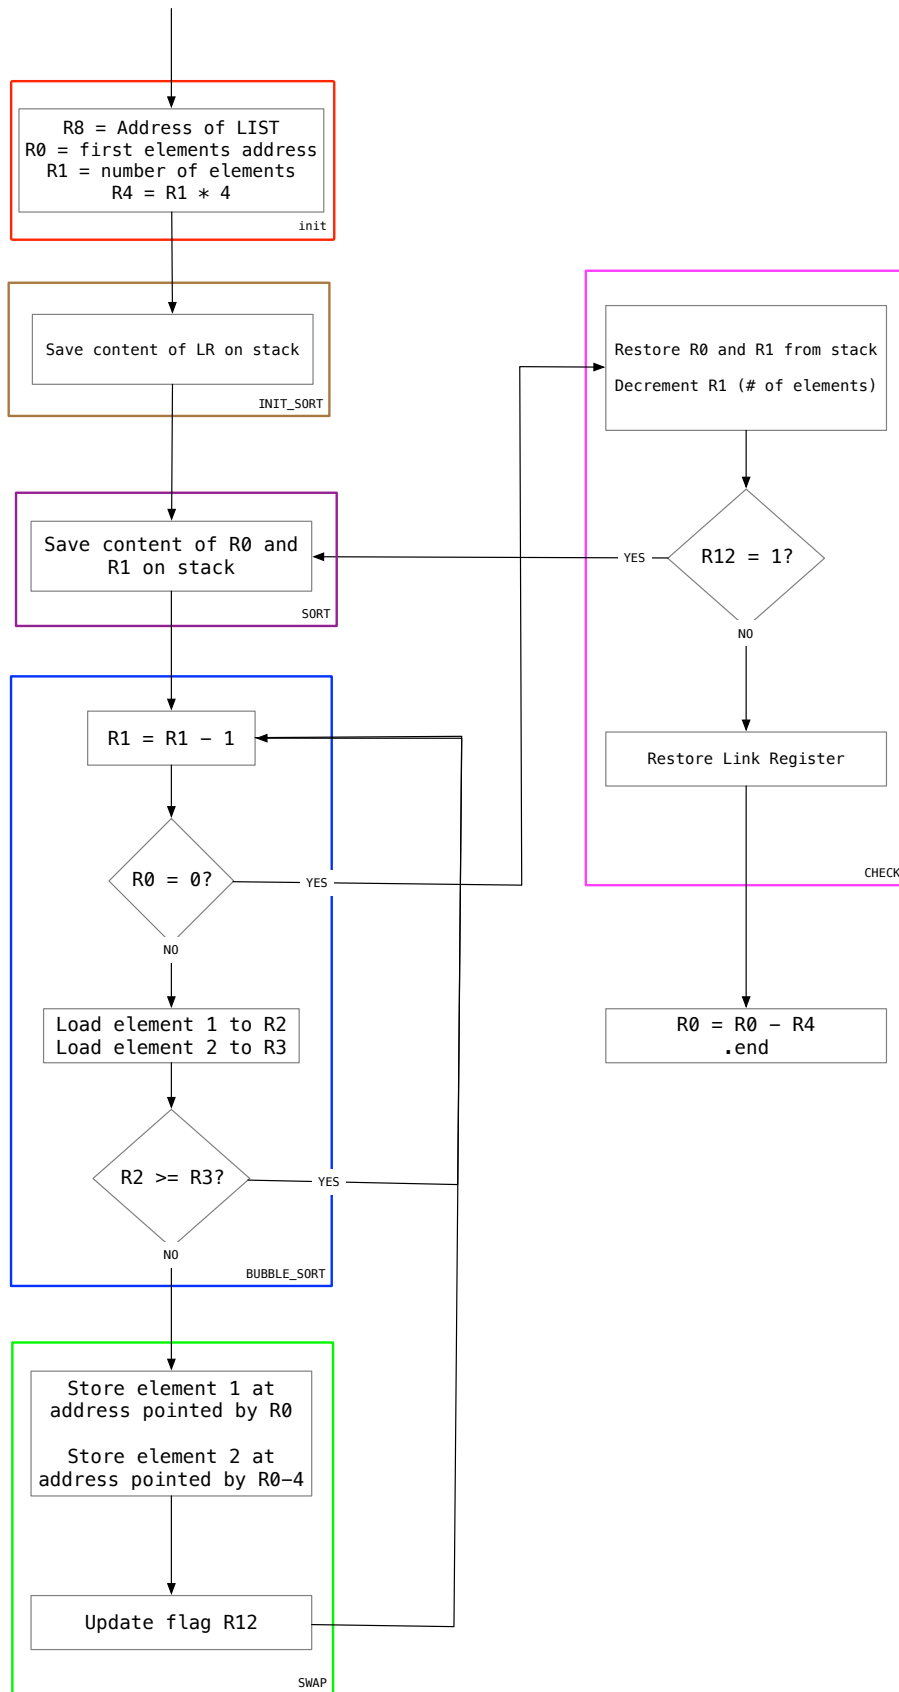 R8 = Address of LIST
R0 = first elements address
R1 = number of elements
R4 = R1 * 4
init
Save content of LR on stack
INIT_SORT
Save content of R0 and
R1 on stack
SORT
R1 = R1 − 1
R0 = 0?
YES
NO
Load element 1 to R2
Load element 2 to R3
R2 >= R3?
YES
NO
BUBBLE_SORT
Store element 1 at
address pointed by R0
Store element 2 at
address pointed by R0−4
Update flag R12
SWAP
Restore R0 and R1 from stack
Decrement R1 (# of elements)
R12 = 1?
YES
NO
Restore Link Register
CHECK
R0 = R0 − R4
.end